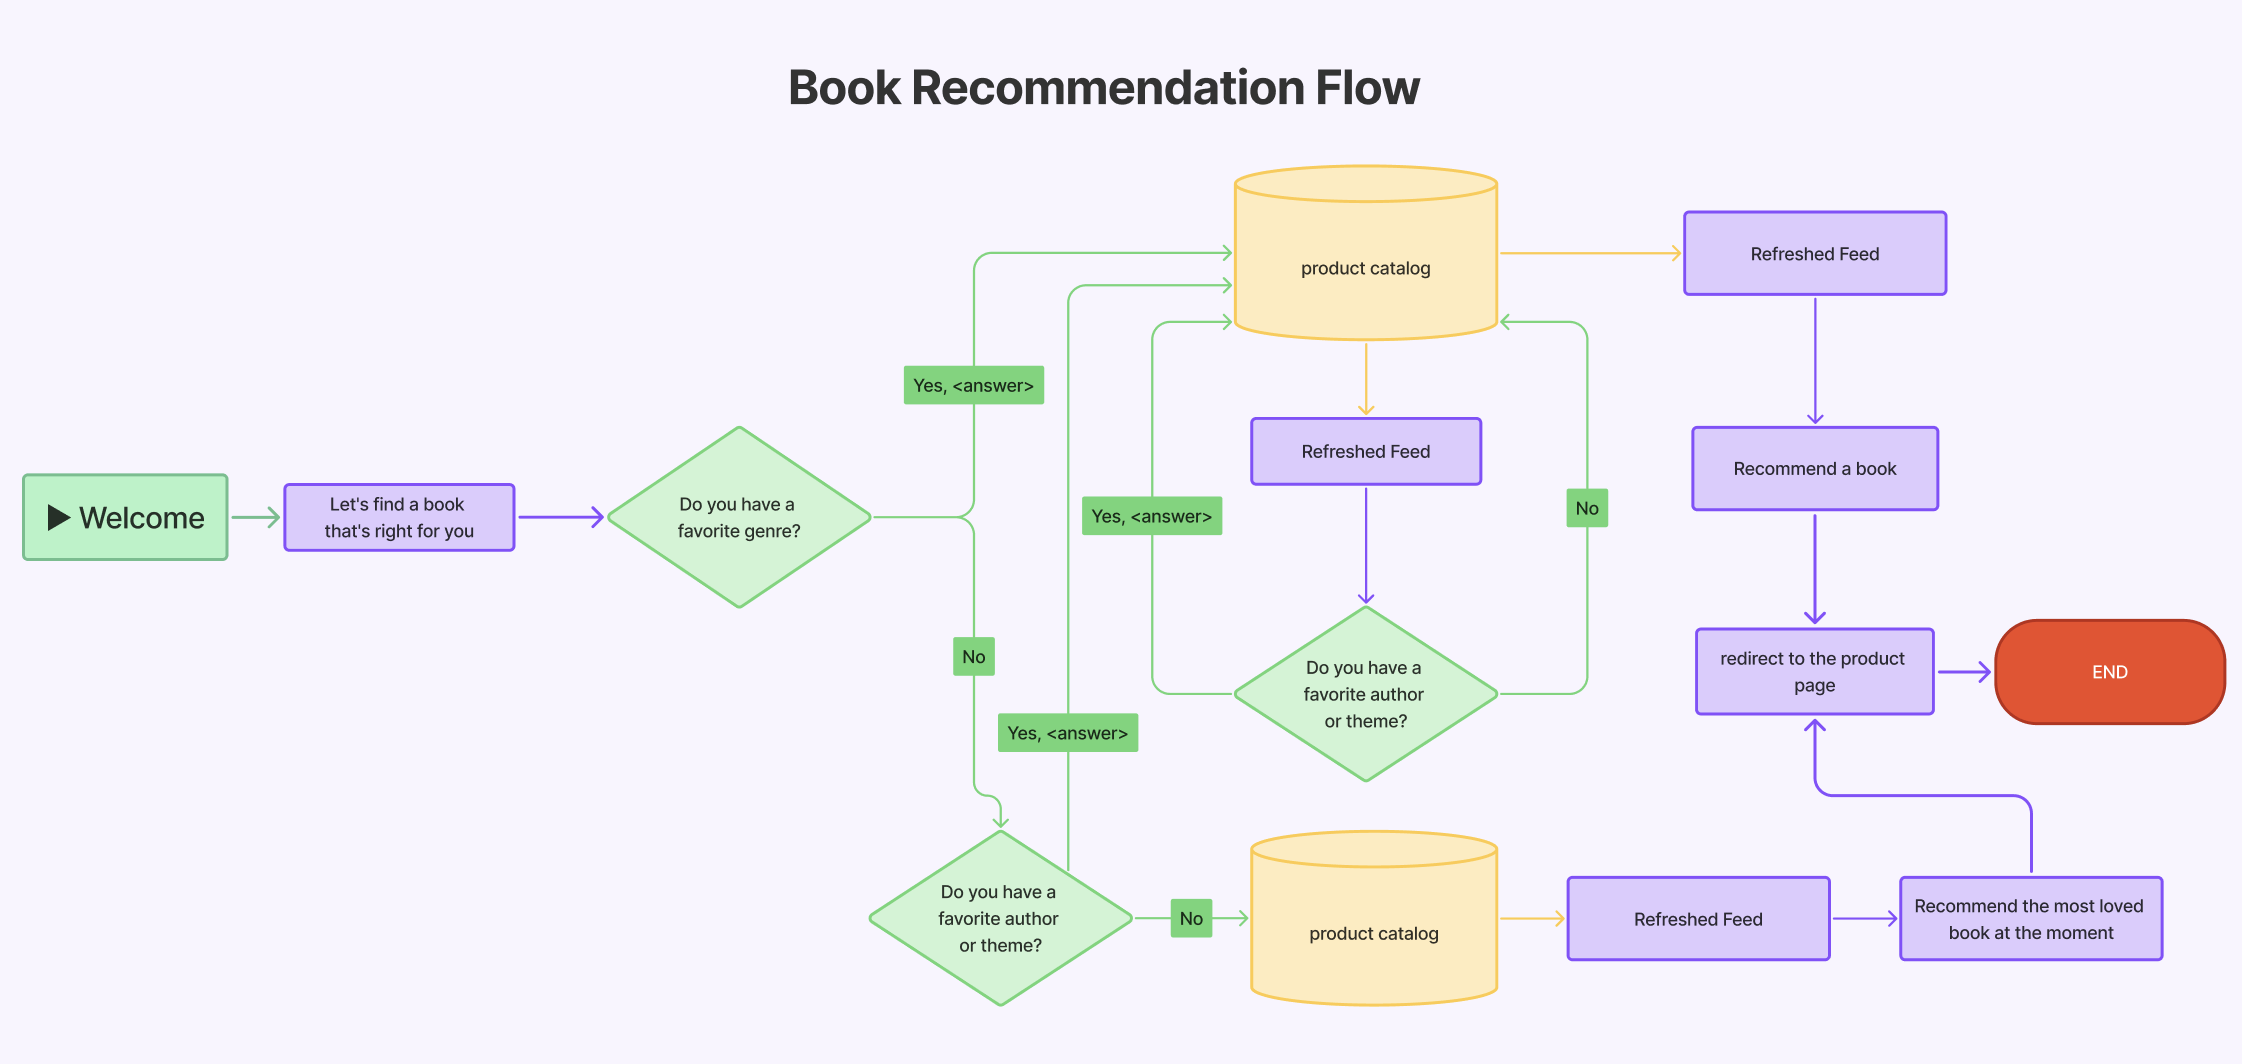 Book Recommendation Flow
▶ Welcome
Let's find a book
that's right for you
Do you have a
favorite genre?
Yes, <answer>
No
product catalog
Refreshed Feed
Do you have a
favorite author
or theme?
Yes, <answer>
No
Refreshed Feed
Recommend a book
redirect to the product
page
END
Do you have a
favorite author
or theme?
Yes, <answer>
No
product catalog
Refreshed Feed
Recommend the most loved
book at the moment